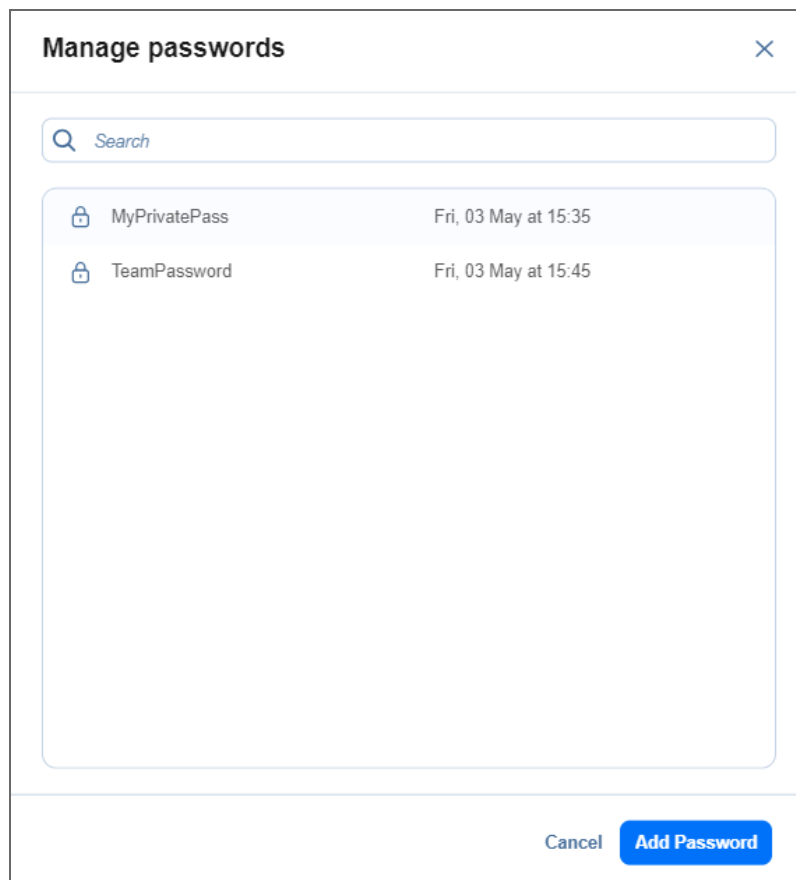 Manage passwords
Search
MyPrivatePass Fri, 03 May at 15:35
TeamPassword Fri, 03 May at 15:45
Cancel Add Password